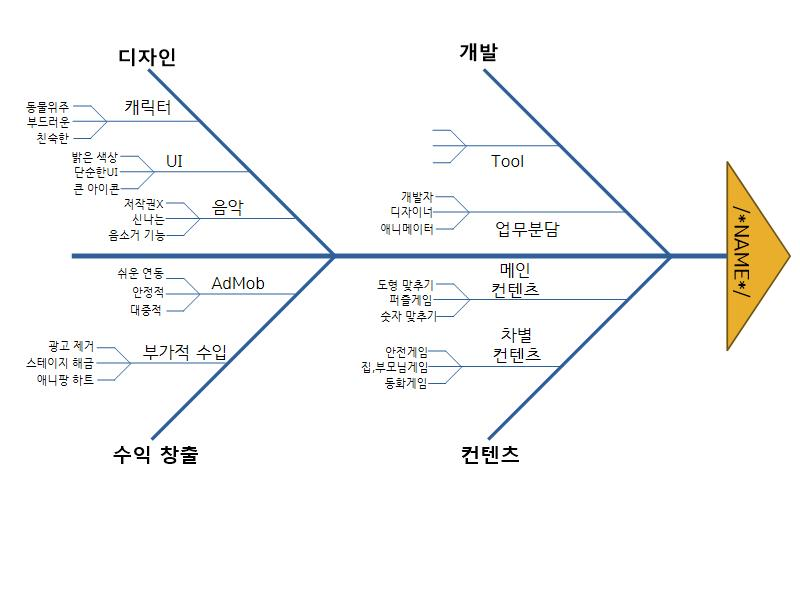 디자인
캐릭터
동물위주
부드러운
친숙한
UI
밝은 색상
단순한UI
큰 아이콘
음악
저작권X
신나는
음소거 기능
개발
Tool
업무분담
개발자
디자이너
애니메이터
/*NAME*/
AdMob
쉬운 연동
안정적
대중적
부가적 수입
광고 제거
스테이지 해금
애니팡 하트
수익 창출
메인
컨텐츠
도형 맞추기
퍼즐게임
숫자 맞추기
차별
컨텐츠
안전게임
집,부모님게임
동화게임
컨텐츠